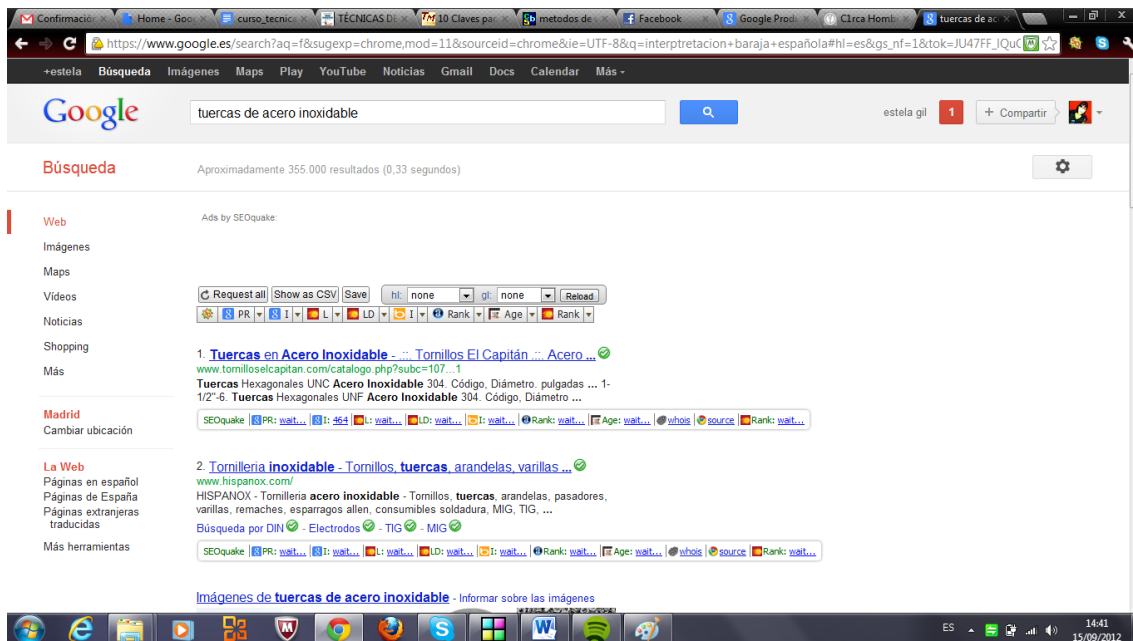 Confirmació
Home - Goo
curso_tecnica
TÉCNICAS DE
10 Claves par
metodos de v
Facebook
Google Prod
C1rca Homb
tuercas de ac
https://www.google.es/search?aq=f&sugexp=chrome,mod=11&sourceid=chrome&ie=UTF-8&q=interptretacion+baraja+española#hl=es&gs_nf=1&tok=JU47FF_IQuC
+estela Búsqueda Imágenes Maps Play YouTube Noticias Gmail Docs Calendar Más
Google
tuercas de acero inoxidable
estela gil 1 + Compartir
Búsqueda
Aproximadamente 355.000 resultados (0,33 segundos)
Web
Imágenes
Maps
Vídeos
Noticias
Shopping
Más
Madrid
Cambiar ubicación
La Web
Páginas en español
Páginas de España
Páginas extranjeras
traducidas
Más herramientas
Ads by SEOquake:
Request all Show as CSV Save hl: none gl: none Reload
PR I L LD I Rank Age Rank
1. Tuercas en Acero Inoxidable - .::. Tornillos El Capitán .::. Acero ...
www.tornilloselcapitan.com/catalogo.php?subc=107...1
Tuercas Hexagonales UNC Acero Inoxidable 304. Código, Diámetro. pulgadas ... 1-
1/2"-6. Tuercas Hexagonales UNF Acero Inoxidable 304. Código, Diámetro ...
SEOquake PR: wait... I: 464 L: wait... LD: wait... I: wait... Rank: wait... Age: wait... whois source Rank: wait...
2. Tornilleria inoxidable - Tornillos, tuercas, arandelas, varillas ...
www.hispanox.com/
HISPANOX - Tornilleria acero inoxidable - Tornillos, tuercas, arandelas, pasadores,
varillas, remaches, esparragos allen, consumibles soldadura, MIG, TIG, ...
Búsqueda por DIN - Electrodos - TIG - MIG
SEOquake PR: wait... I: wait... L: wait... LD: wait... I: wait... Rank: wait... Age: wait... whois source Rank: wait...
Imágenes de tuercas de acero inoxidable - Informar sobre las imágenes
ES
14:41
15/09/2012